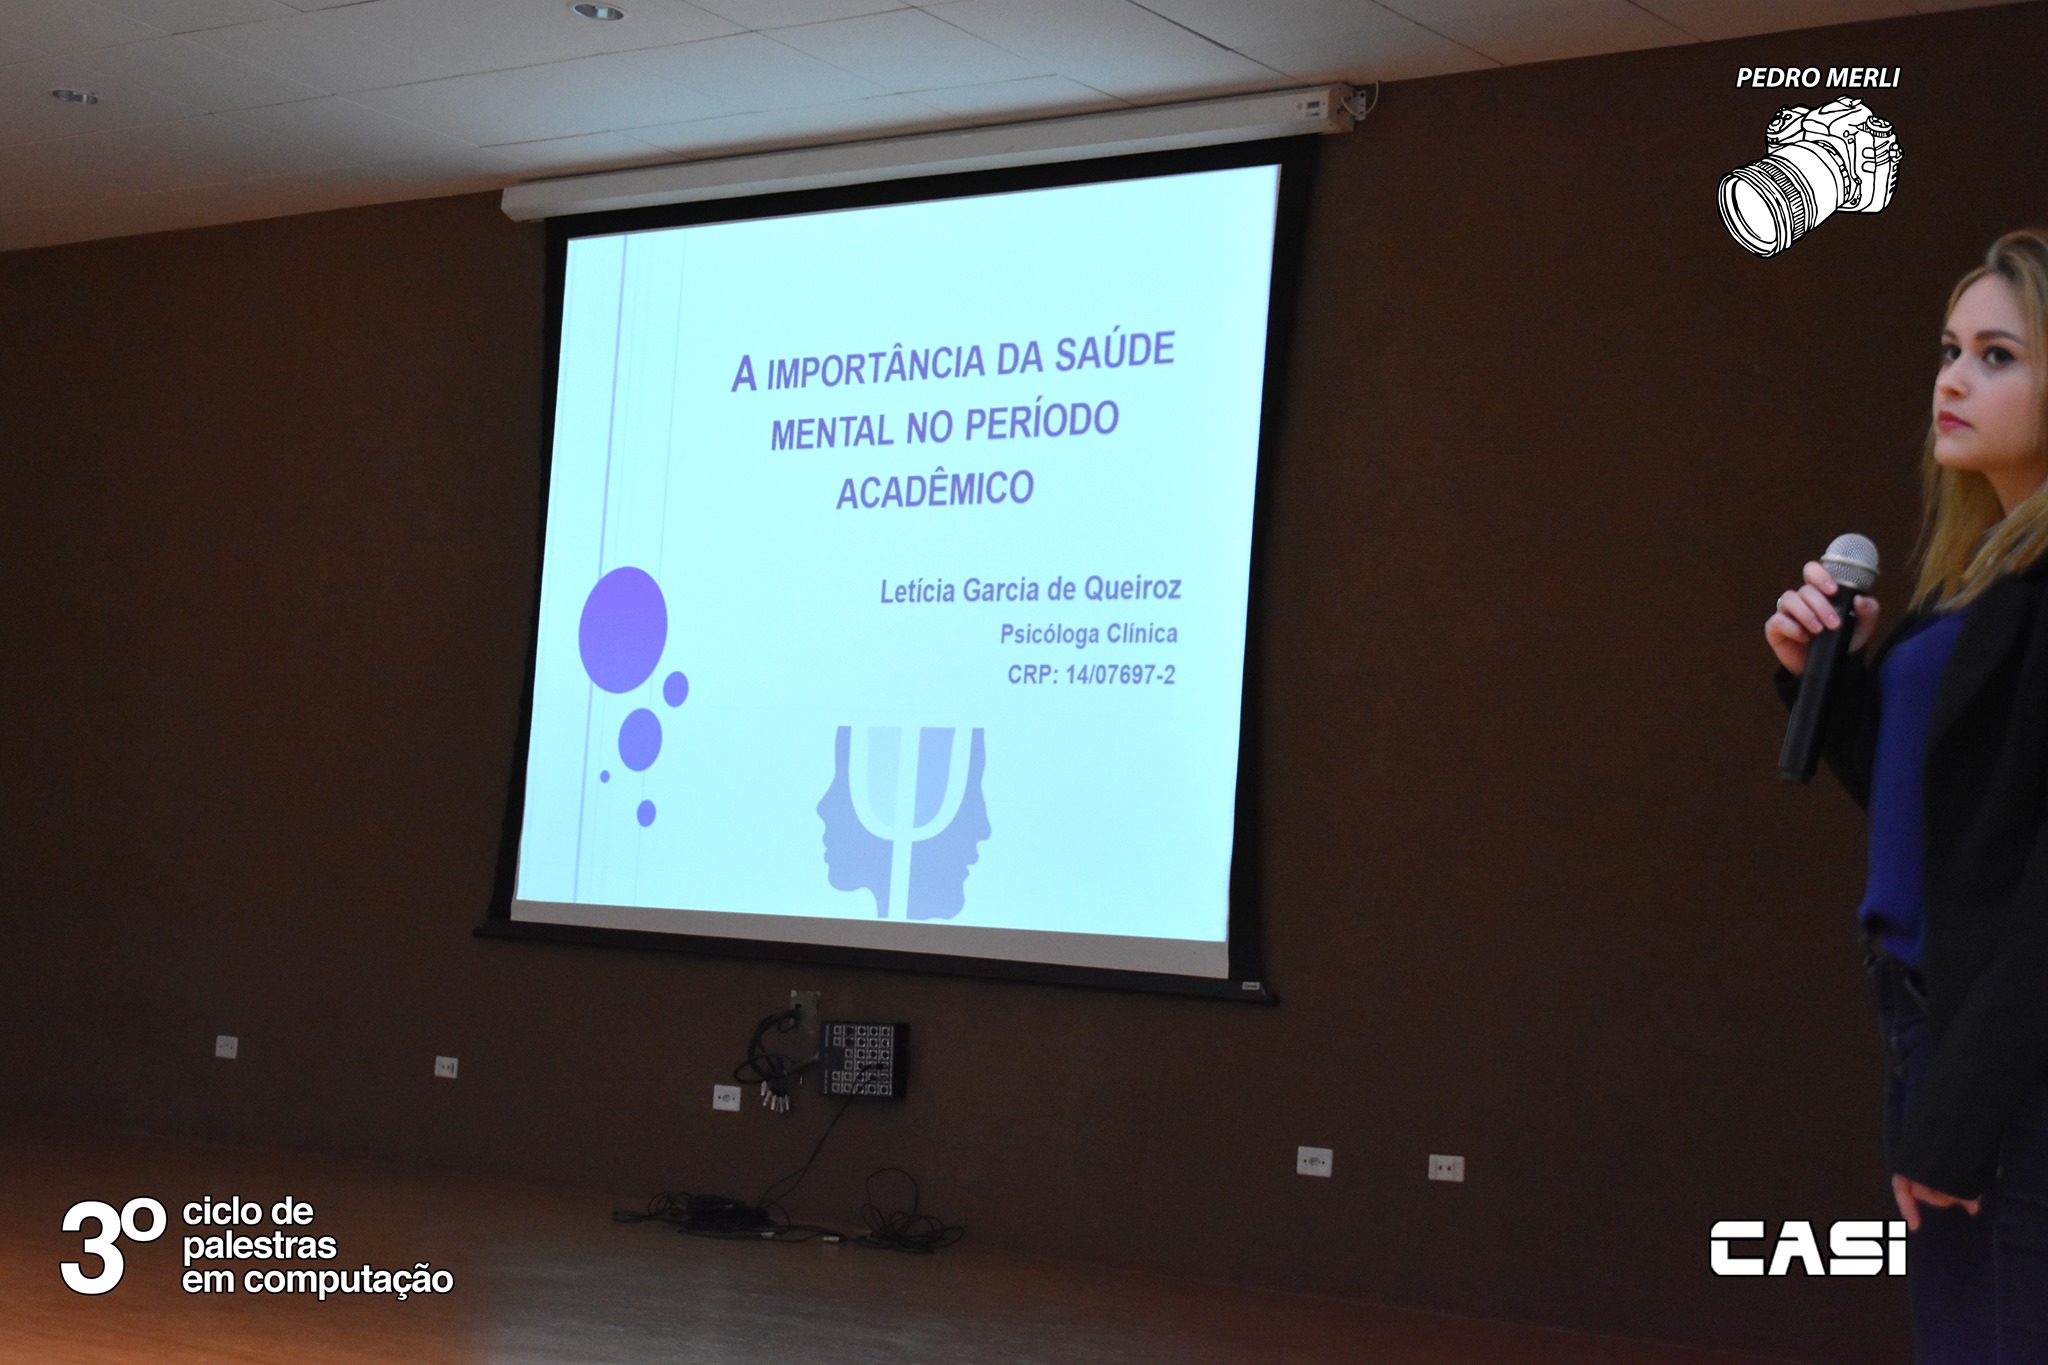 PEDRO MERLI
A IMPORTÂNCIA DA SAÚDE
MENTAL NO PERÍODO
ACADÊMICO
Letícia Garcia de Queiroz
Psicóloga Clínica
CRP: 14/07697-2
3º ciclo de
palestras
em computação
CASi